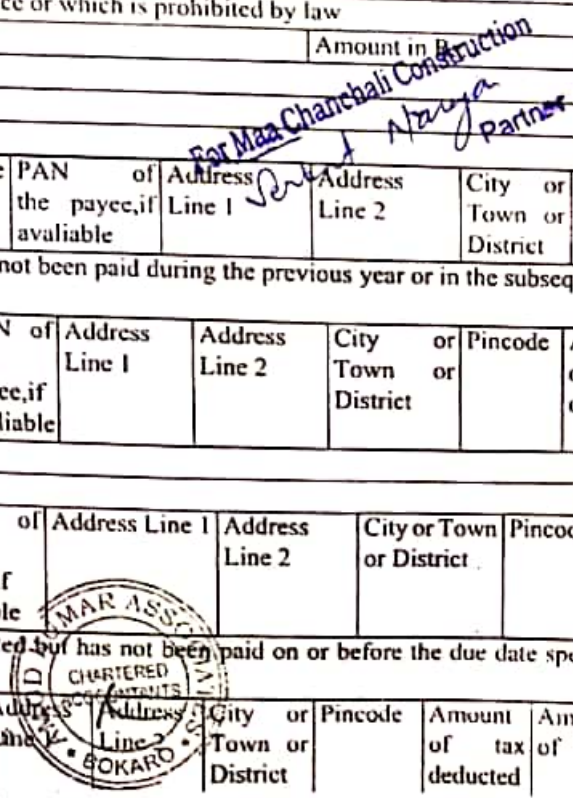 ce or which is prohibited by law
Amount in
For Maa Chanchali Construction
Partner
PAN of the payee,if avaliable
Address Line 1
Address Line 2
City or Town or District
not been paid during the previous year or in the subseq
N of
ee,if
liable
Address Line 1
Address Line 2
City or Town or District
Pincode
of
f
le
Address Line 1
Address Line 2
City or Town or District
Pincod
ed but has not been paid on or before the due date spe
CHARTERED
BOKARO
Address
Address
City or Town or District
Pincode
Amount of tax deducted
Am
of